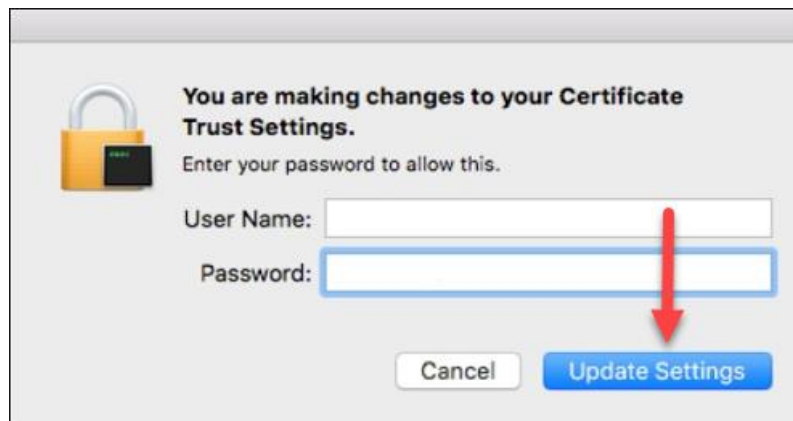 You are making changes to your Certificate
Trust Settings.
Enter your password to allow this.
User Name:
Password:
Cancel
Update Settings